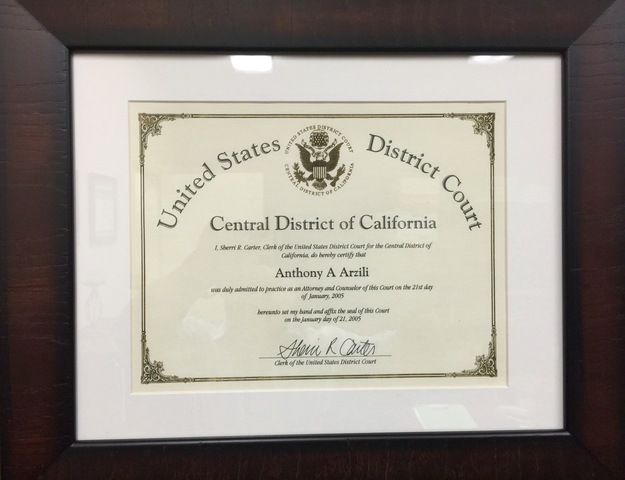 United States District Court
UNITED STATES DISTRICT COURT
CENTRAL DISTRICT OF CALIFORNIA
Central District of California
I, Sherri R. Carter, Clerk of the United States District Court for the Central District of
California, do hereby certify that
Anthony A Arzili
was duly admitted to practice as an Attorney and Counselor of this Court on the 21st day
of January, 2005
hereunto set my hand and affix the seal of this Court
on the January day of 21, 2005
Sherri R Carter
Clerk of the United States District Court